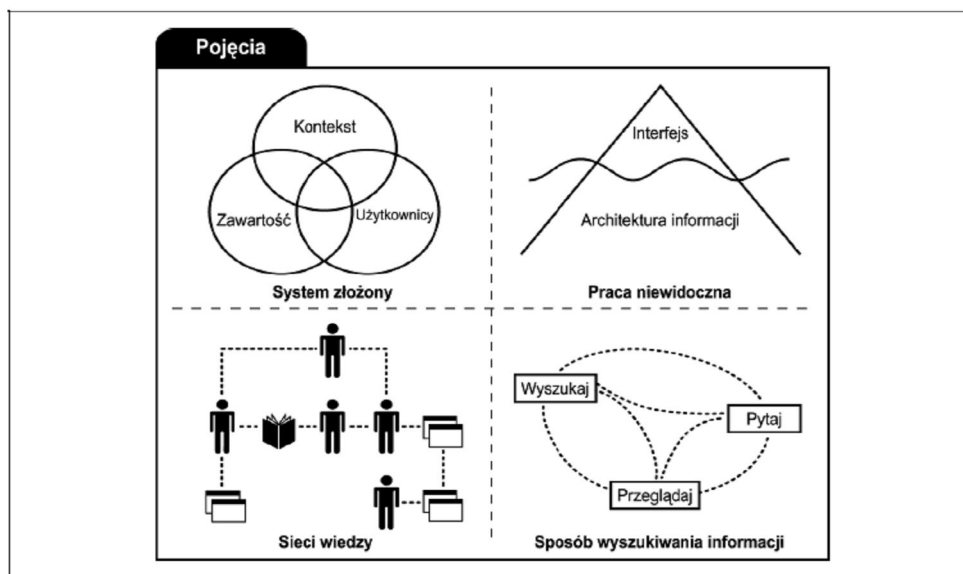 Pojęcia
Kontekst
Zawartość
Użytkownicy
System złożony
Interfejs
Architektura informacji
Praca niewidoczna
Sieci wiedzy
Wyszukaj
Pytaj
Przeglądaj
Sposób wyszukiwania informacji